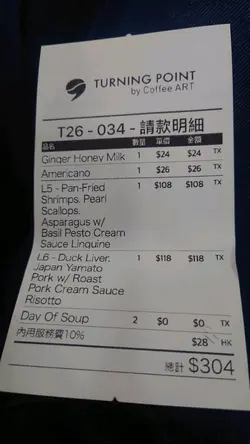 TURNING POINT
by Coffee ART
T26 - 034 - 請款明細
品名 數量 單價 金額
Ginger Honey Milk 1 $24 $24 TX
Americano 1 $26 $26 TX
L5 - Pan-Fried 1 $108 $108 TX
Shrimps. Pearl
Scallops.
Asparagus w/
Basil Pesto Cream
Sauce Linguine
L6 - Duck Liver. 1 $118 $118 TX
Japan Yamato
Pork w/ Roast
Pork Cream Sauce
Risotto
Day Of Soup 2 $0 $0 TX
內用服務費10% $28 HK
總計 $304